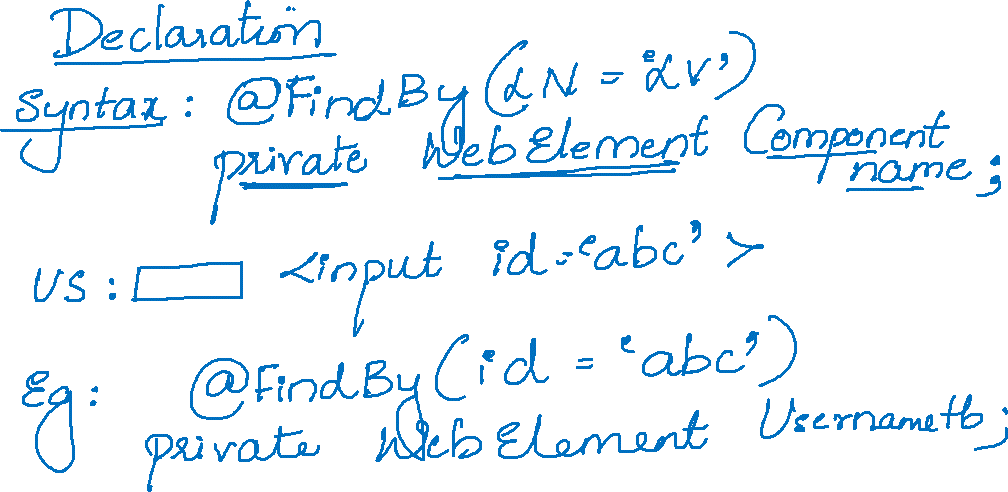 Declaration
Syntax : @FindBy(LN = 'LV')
private WebElement Component
name;
US : <input id='abc' >
Eg : @FindBy(id = 'abc')
private WebElement Usernametb;